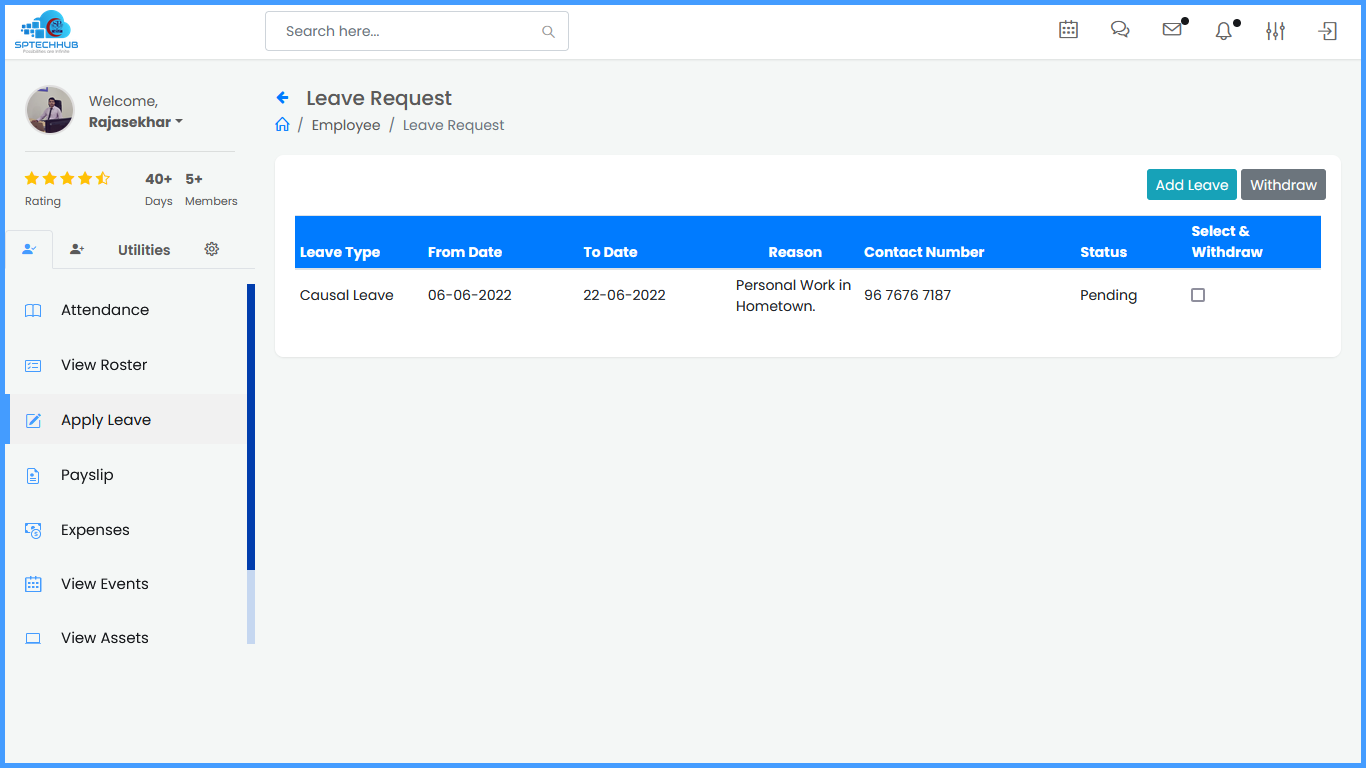 SPTECHHUB
Search here...
Welcome,
Rajasekhar
40+ 5+
Rating Days Members
Utilities
Attendance
View Roster
Apply Leave
Payslip
Expenses
View Events
View Assets
Leave Request
/ Employee / Leave Request
Add Leave Withdraw
Leave Type From Date To Date Reason Contact Number Status Select &
Withdraw
Causal Leave 06-06-2022 22-06-2022 Personal Work in
Hometown. 96 7676 7187 Pending